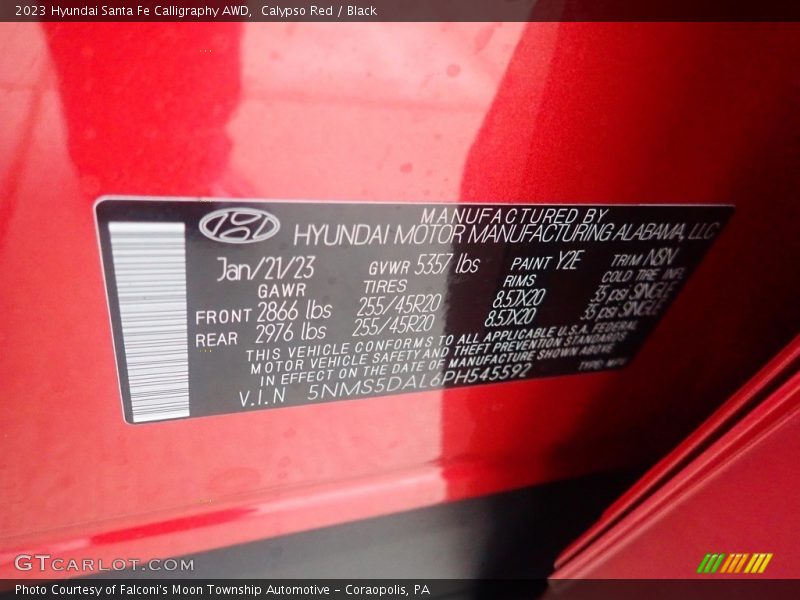 2023 Hyundai Santa Fe Calligraphy AWD,  Calypso Red / Black
MANUFACTURED BY
HYUNDAI MOTOR MANUFACTURING ALABAMA, LLC
Jan/21/23 GVWR 5357 lbs PAINT Y2E TRIM NSN
GAWR TIRES RIMS COLD TIRE INFL
FRONT 2866 lbs 255/45R20 8.5JX20 35 psi SINGLE
REAR 2976 lbs 255/45R20 8.5JX20 35 psi SINGLE
THIS VEHICLE CONFORMS TO ALL APPLICABLE U.S.A. FEDERAL
MOTOR VEHICLE SAFETY AND THEFT PREVENTION STANDARDS
IN EFFECT ON THE DATE OF MANUFACTURE SHOWN ABOVE
V.I.N 5NMS5DAL6PH545592 TYPE: MPV
GTCARLOT.COM
Photo Courtesy of Falconi's Moon Township Automotive – Coraopolis, PA